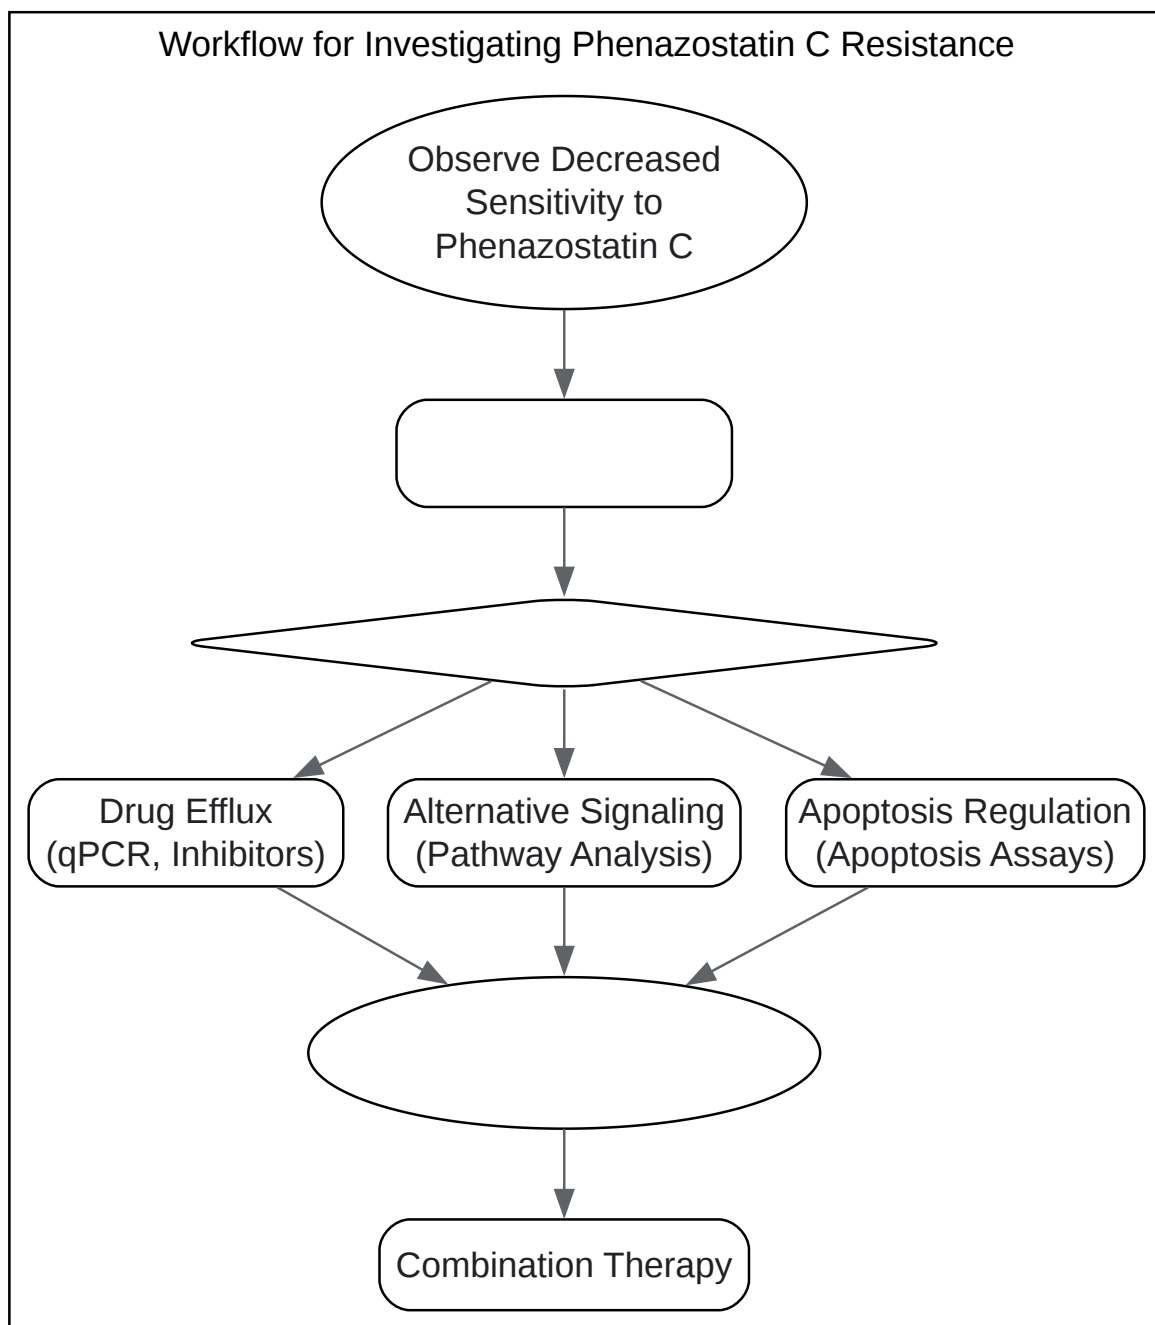 Workflow for Investigating Phenazostatin C Resistance
Observe Decreased
Sensitivity to
Phenazostatin C
Drug Efflux
(qPCR, Inhibitors)
Alternative Signaling
(Pathway Analysis)
Apoptosis Regulation
(Apoptosis Assays)
Combination Therapy